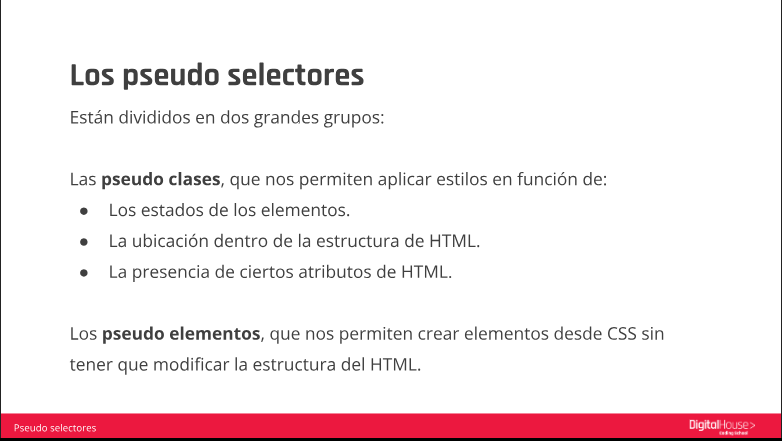 Los pseudo selectores
Están divididos en dos grandes grupos:
Las pseudo clases, que nos permiten aplicar estilos en función de:
● Los estados de los elementos.
● La ubicación dentro de la estructura de HTML.
● La presencia de ciertos atributos de HTML.
Los pseudo elementos, que nos permiten crear elementos desde CSS sin
tener que modificar la estructura del HTML.
Pseudo selectores
DigitalHouse>
Coding School